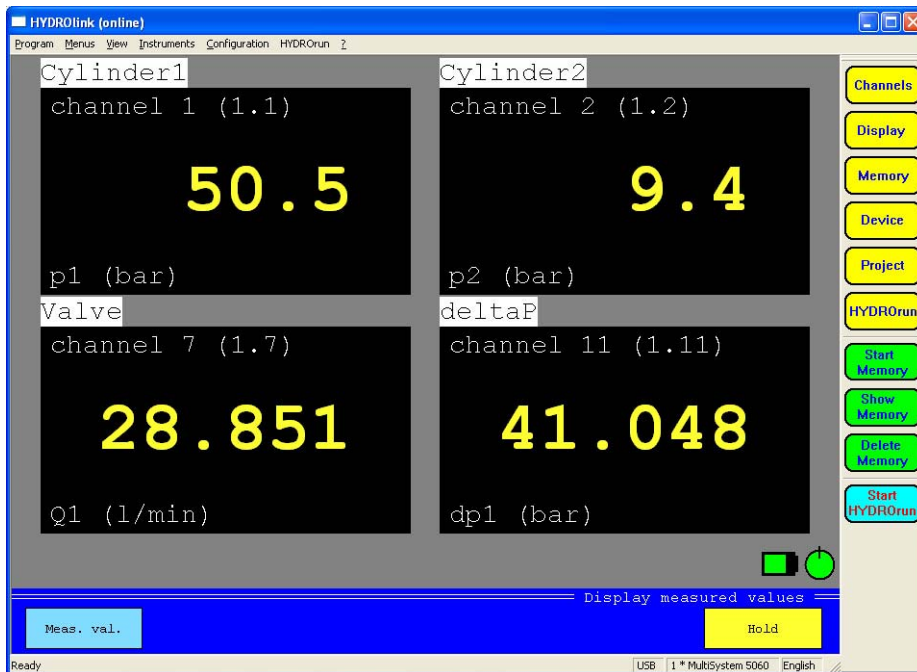 HYDROlink (online)
Program Menus View Instruments Configuration HYDROrun ?
Cylinder1
channel 1 (1.1)
50.5
p1 (bar)
Cylinder2
channel 2 (1.2)
9.4
p2 (bar)
Valve
channel 7 (1.7)
28.851
Q1 (l/min)
deltaP
channel 11 (1.11)
41.048
dp1 (bar)
Channels
Display
Memory
Device
Project
HYDROrun
Start
Memory
Show
Memory
Delete
Memory
Start
HYDROrun
Display measured values
Meas. val.
Hold
Ready
USB
1 * MultiSystem 5060
English